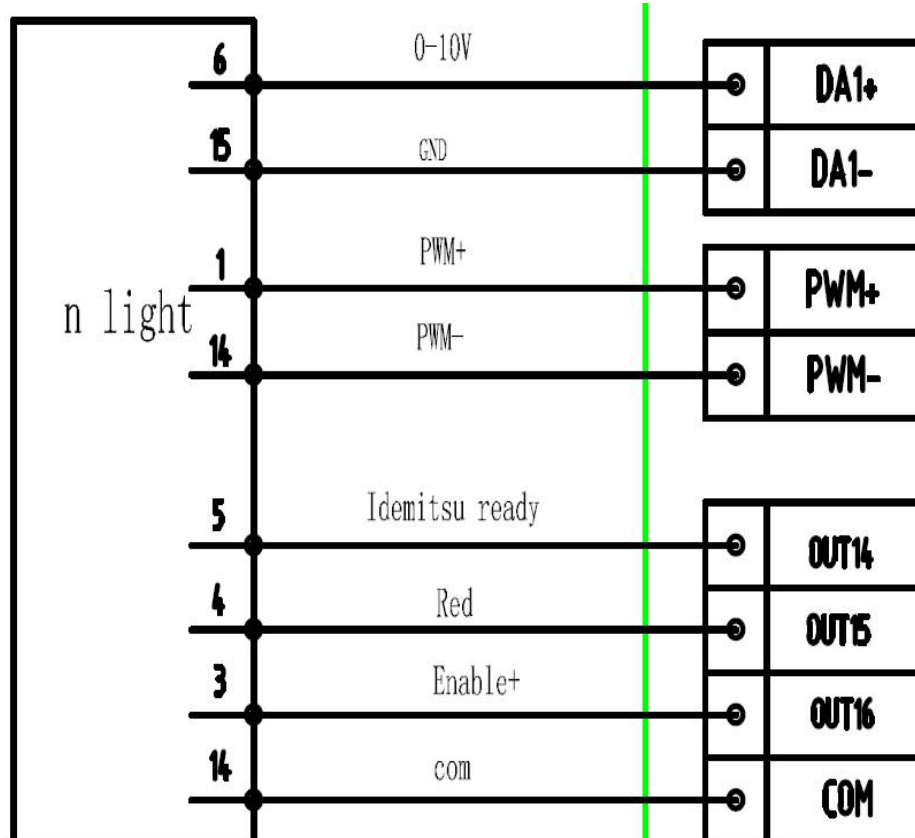 6 0-10V DA1+
15 GND DA1-
1 PWM+ PWM+
n light
14 PWM- PWM-
5 Idemitsu ready OUT14
4 Red OUT15
3 Enable+ OUT16
14 com COM